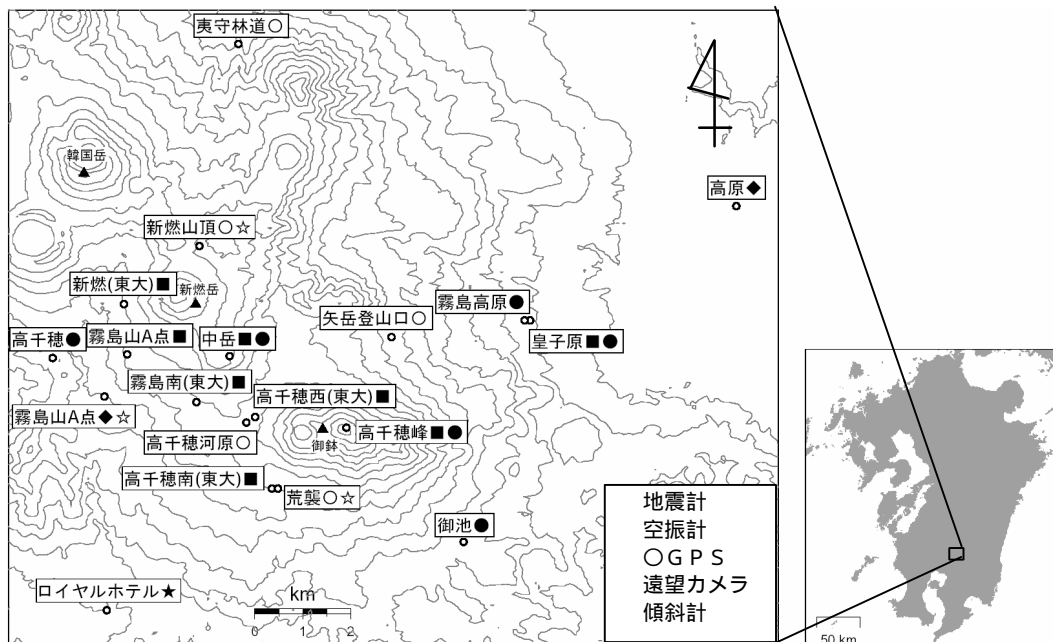 夷守林道○
韓国岳
高原◆
新燃山頂○☆
新燃(東大)■
新燃岳
霧島高原●
矢岳登山口○
高千穂●
霧島山A点■
中岳■●
皇子原■●
霧島南(東大)■
高千穂西(東大)■
霧島山A点◆☆
高千穂河原○
御鉢
高千穂峰■●
高千穂南(東大)■
荒襲○☆
御池●
地震計
空振計
○GPS
遠望カメラ
傾斜計
ロイヤルホテル★
km
0 1 2
50 km